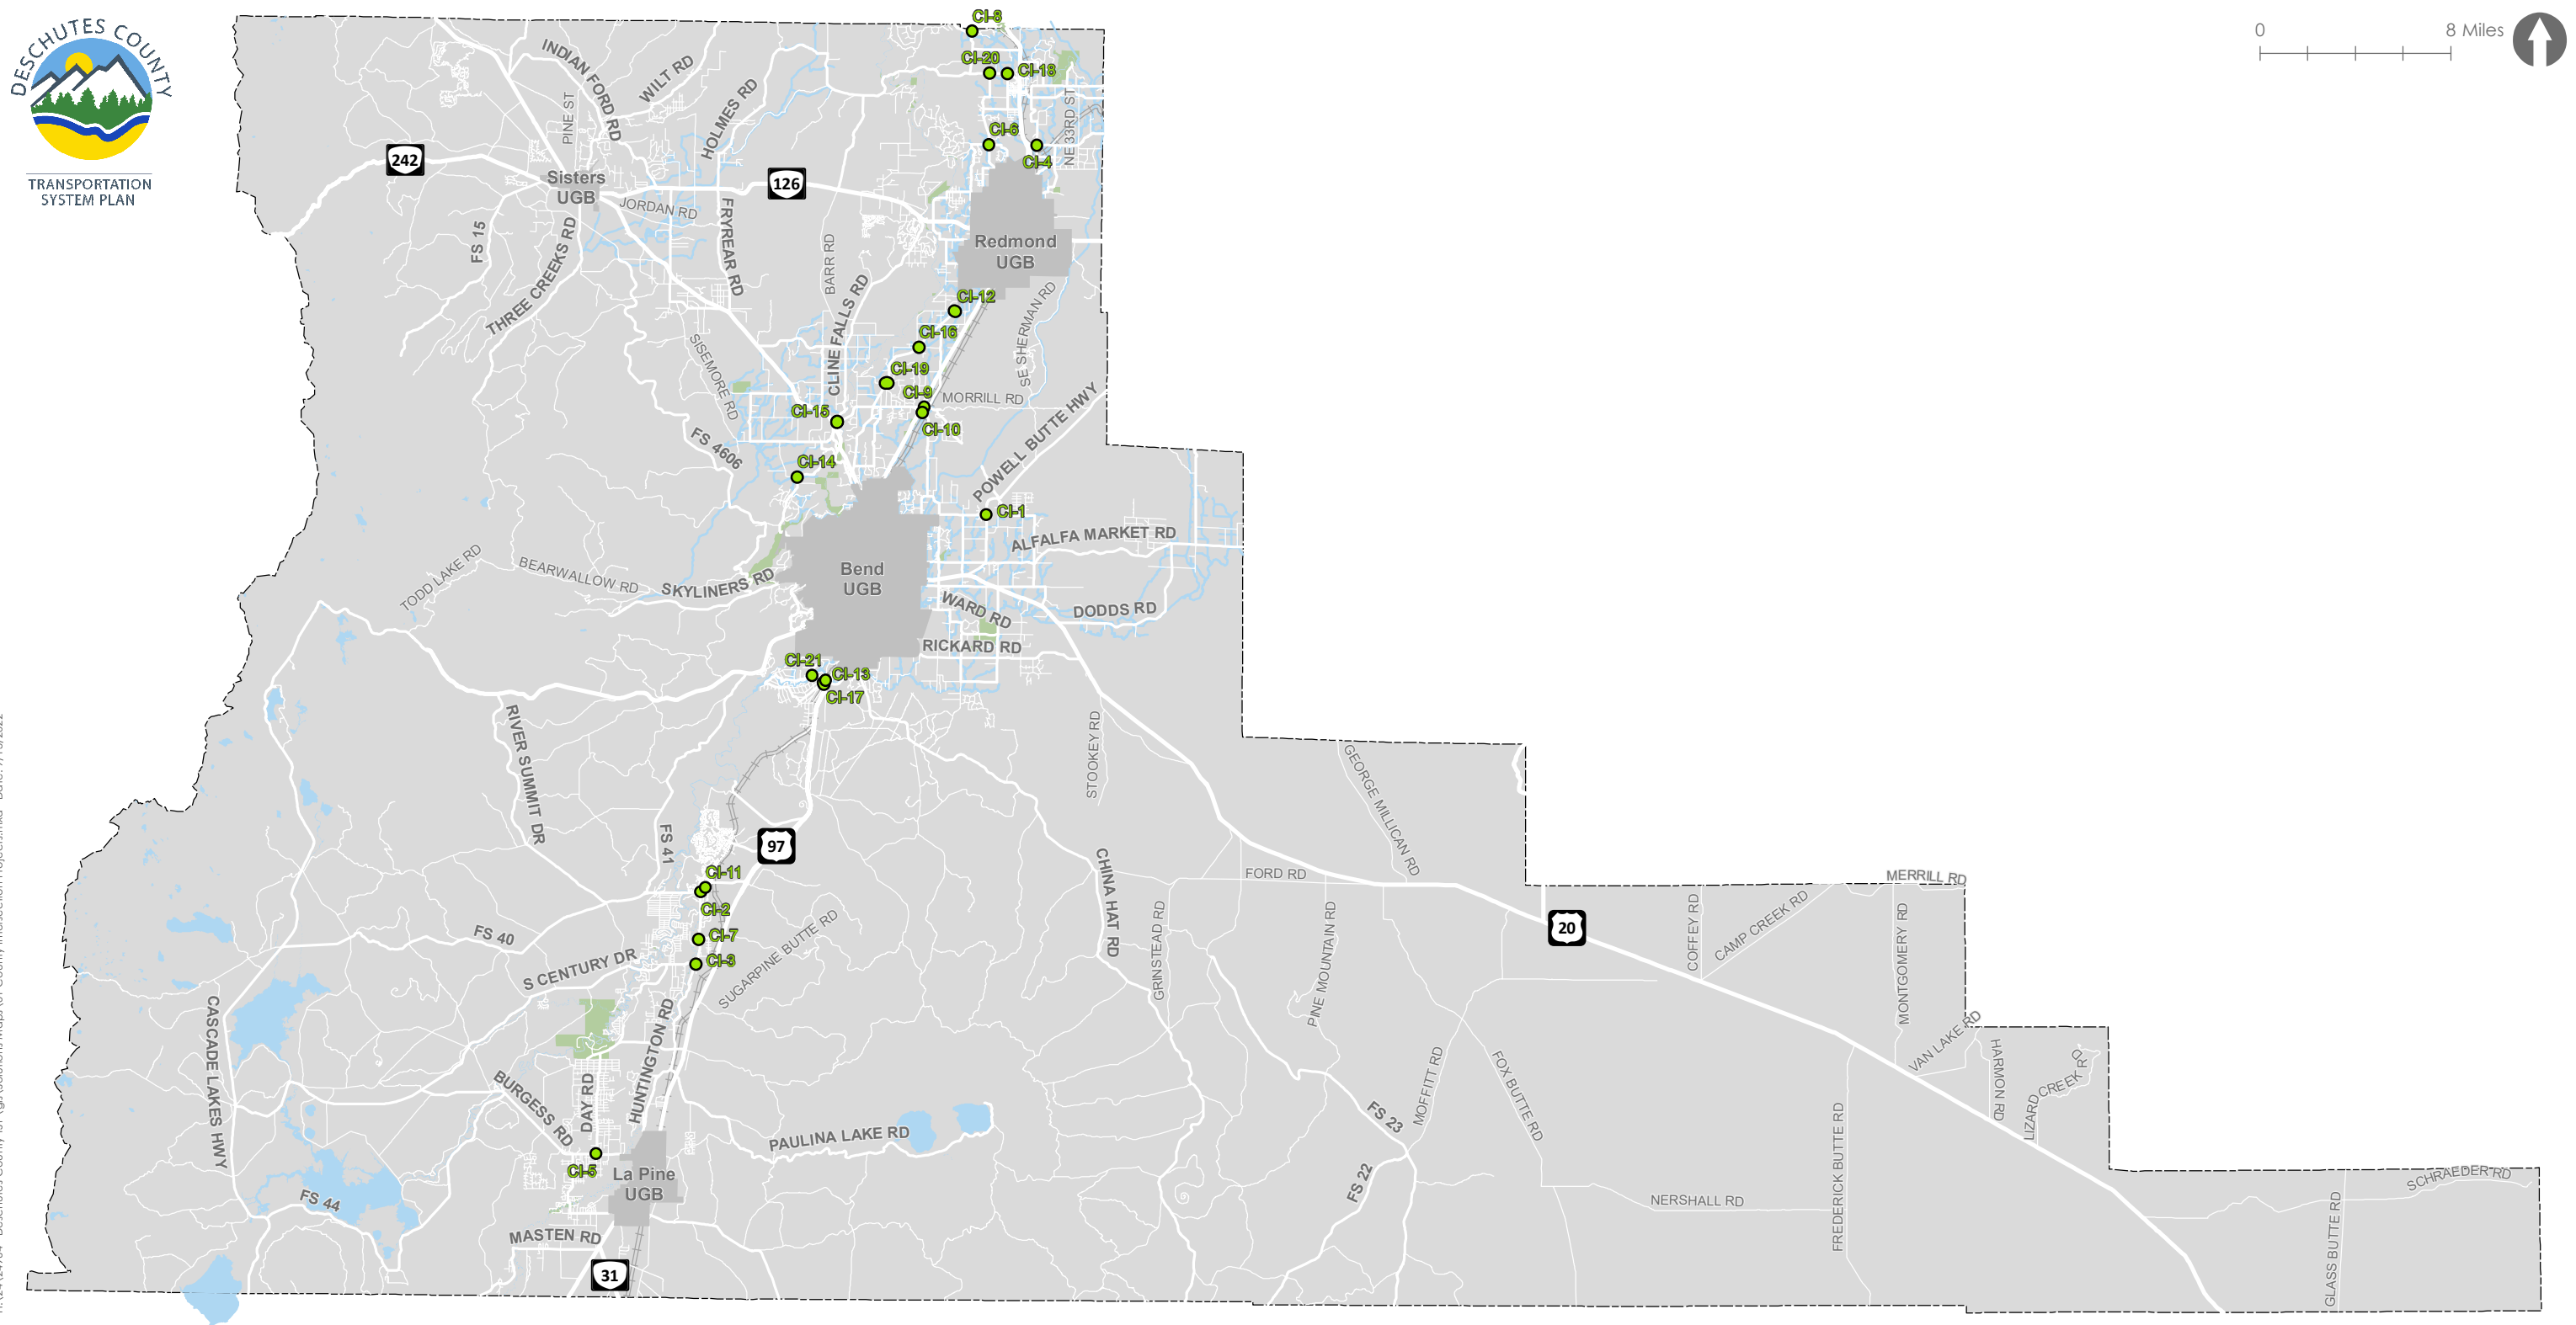 DESCHUTES COUNTY
TRANSPORTATION
SYSTEM PLAN
0
8 Miles
CI-8
CI-20
CI-18
CI-6
CI-4
NE 33RD ST
INDIAN FORD RD
WILT RD
PINE ST
HOLMES RD
242
126
Sisters
UGB
JORDAN RD
FRYREAR RD
FS 15
THREE CREEKS RD
BARR RD
CLINE FALLS RD
Redmond
UGB
CI-12
CI-16
SE SHERMAN RD
SISEMORE RD
CI-19
CI-9
MORRILL RD
CI-15
CI-10
POWELL BUTTE HWY
FS 4606
CI-14
CI-1
ALFALFA MARKET RD
TODD LAKE RD
BEARWALLOW RD
SKYLINERS RD
Bend
UGB
WARD RD
DODDS RD
RICKARD RD
CI-21
CI-13
CI-17
RIVER SUMMIT DR
STOOKEY RD
GEORGE MILLICAN RD
FS 41
97
CI-11
CI-2
CHINA HAT RD
FORD RD
MERRILL RD
GRINSTEAD RD
PINE MOUNTAIN RD
20
COFFEY RD
CAMP CREEK RD
MONTGOMERY RD
FS 40
CI-7
CI-3
SUGARPINE BUTTE RD
S CENTURY DR
CASCADE LAKES HWY
HUNTINGTON RD
VAN LAKE RD
HARMON RD
LIZARD CREEK RD
BURGESS RD
DAY RD
MOFFITT RD
FOX BUTTE RD
FS 23
FREDERICK BUTTE RD
PAULINA LAKE RD
CI-5
La Pine
UGB
FS 22
FS 44
NERSHALL RD
SCHRAEDER RD
GLASS BUTTE RD
MASTEN RD
31